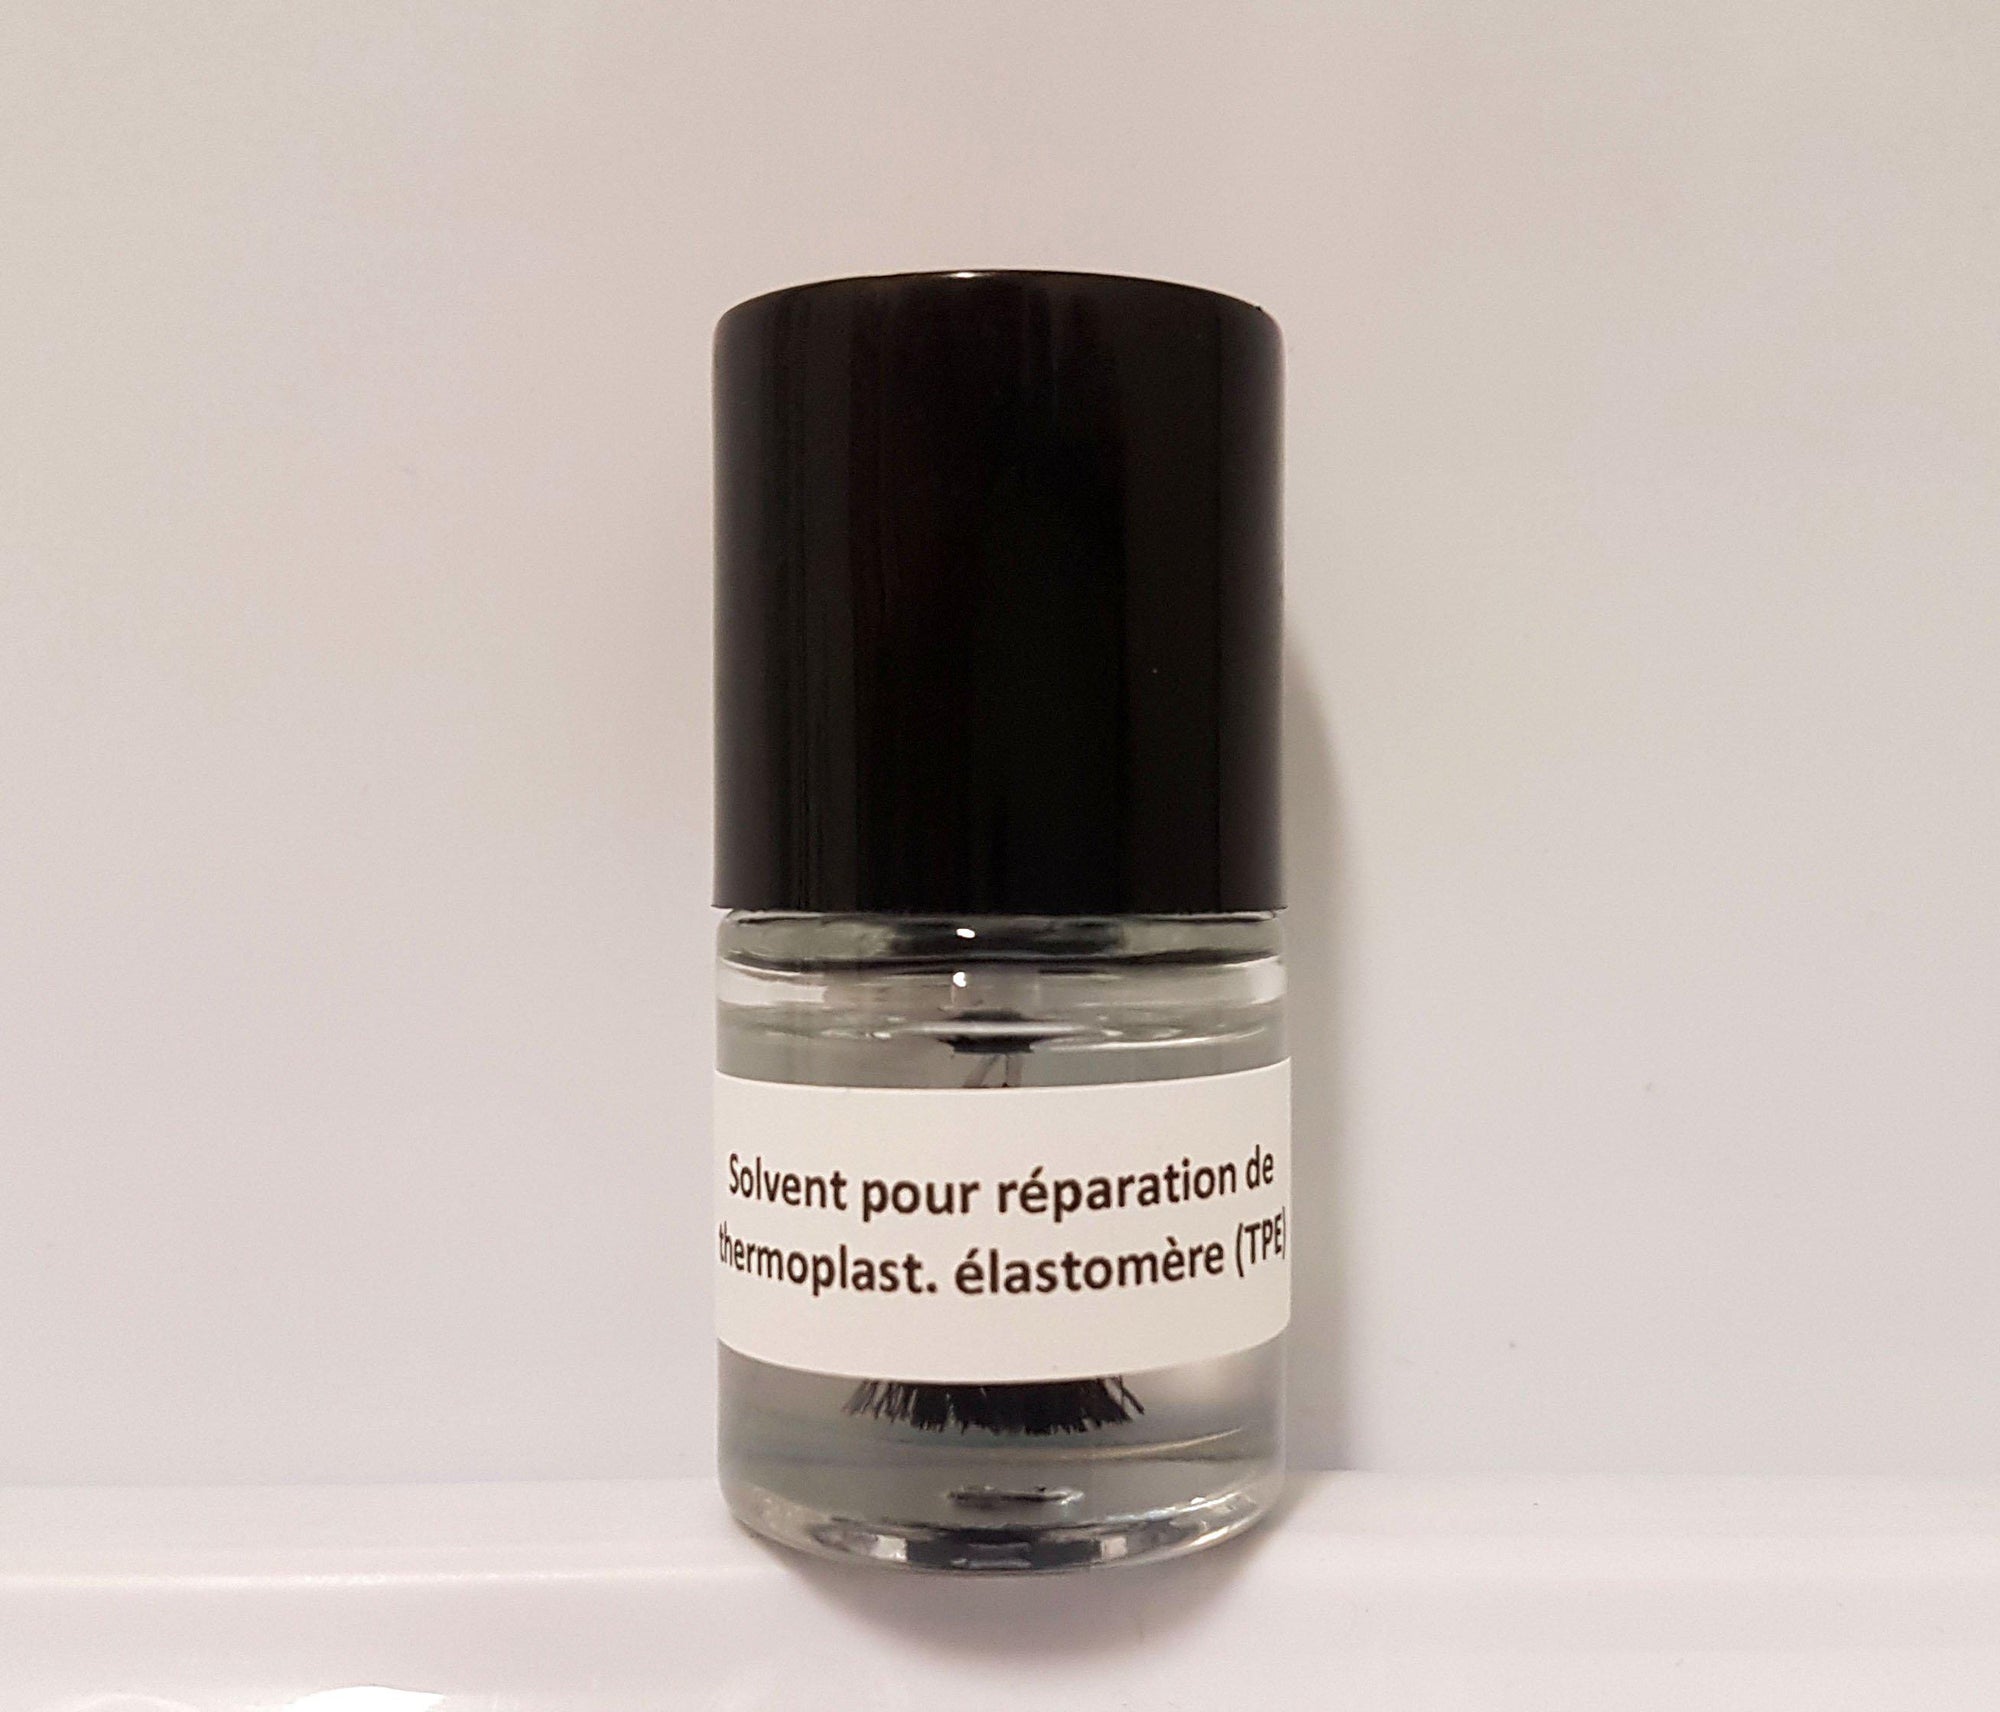 Solvent pour réparation de
thermoplast. élastomère (TPE)